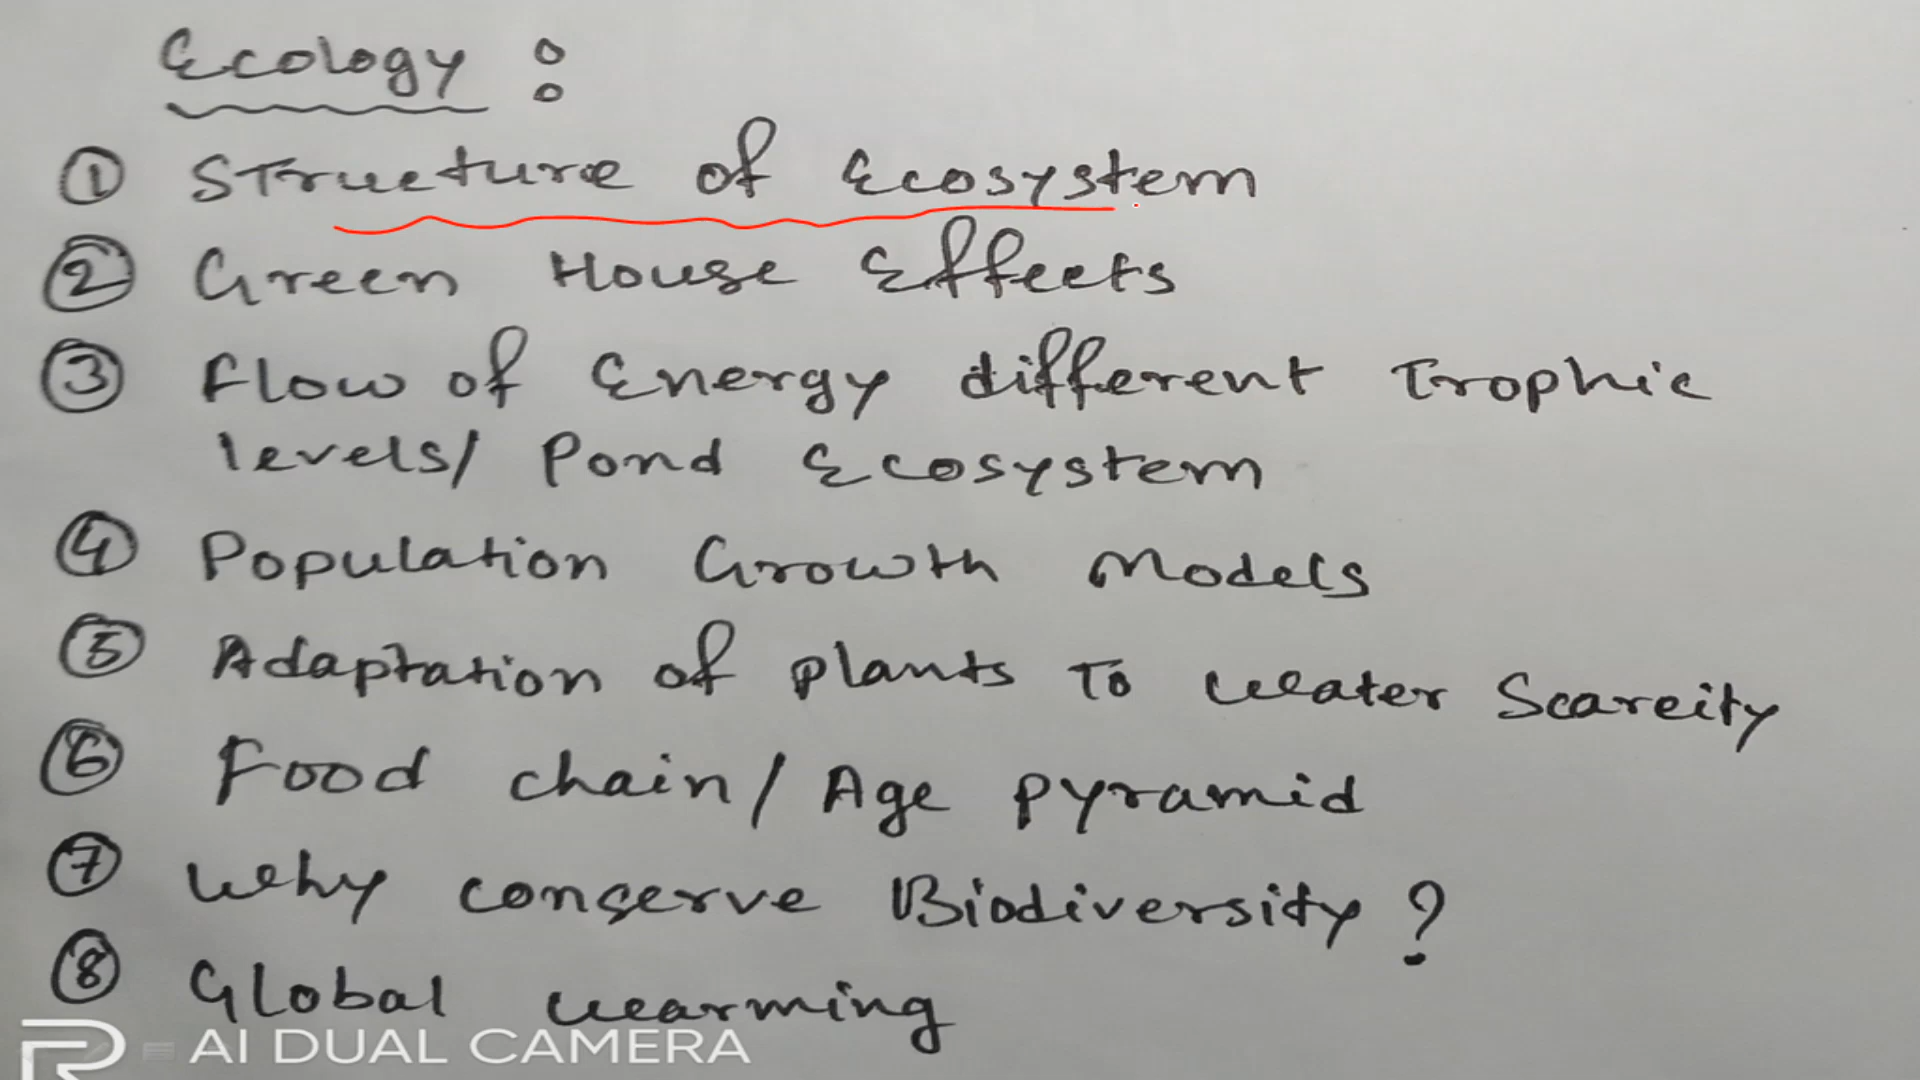 Ecology :
① Structure of Ecosystem
② Green House Effects
③ Flow of Energy different Trophic
levels/ Pond Ecosystem
④ Population Growth Models
⑤ Adaptation of plants To Water Scarcity
⑥ Food chain/ Age pyramid
⑦ Why conserve Biodiversity ?
⑧ Global warming
AI DUAL CAMERA